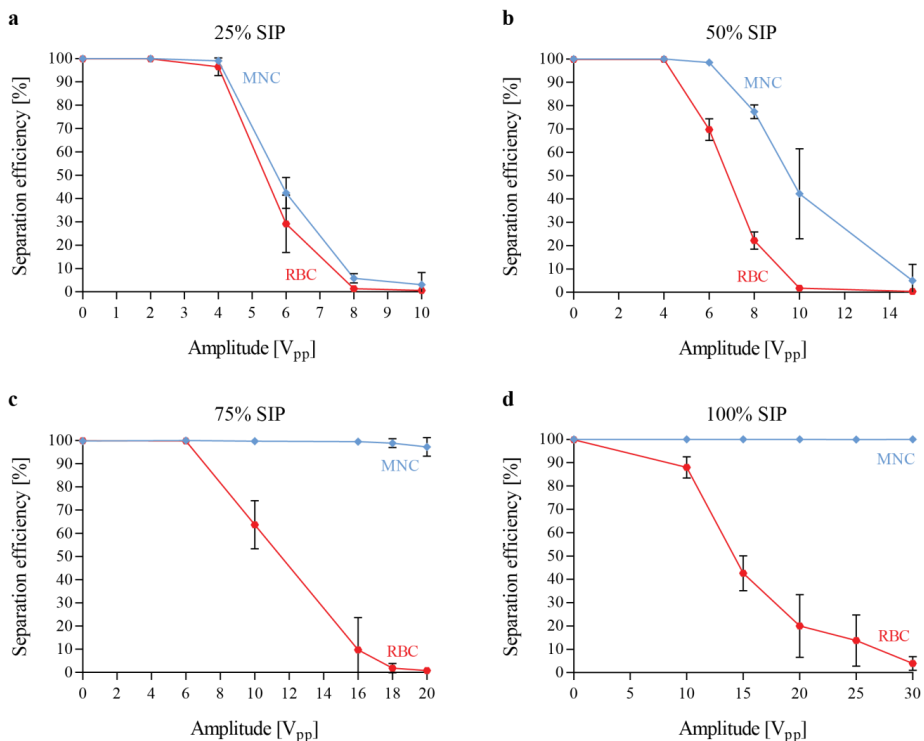 a
25% SIP
Separation efficiency [%]
100
90
80
70
60
50
40
30
20
10
0
MNC
RBC
0 1 2 3 4 5 6 7 8 9 10
Amplitude [Vpp]
b
50% SIP
Separation efficiency [%]
100
90
80
70
60
50
40
30
20
10
0
MNC
RBC
0 2 4 6 8 10 12 14
Amplitude [Vpp]
c
75% SIP
Separation efficiency [%]
100
90
80
70
60
50
40
30
20
10
0
MNC
RBC
0 2 4 6 8 10 12 14 16 18 20
Amplitude [Vpp]
d
100% SIP
Separation efficiency [%]
100
90
80
70
60
50
40
30
20
10
0
MNC
RBC
0 5 10 15 20 25 30
Amplitude [Vpp]